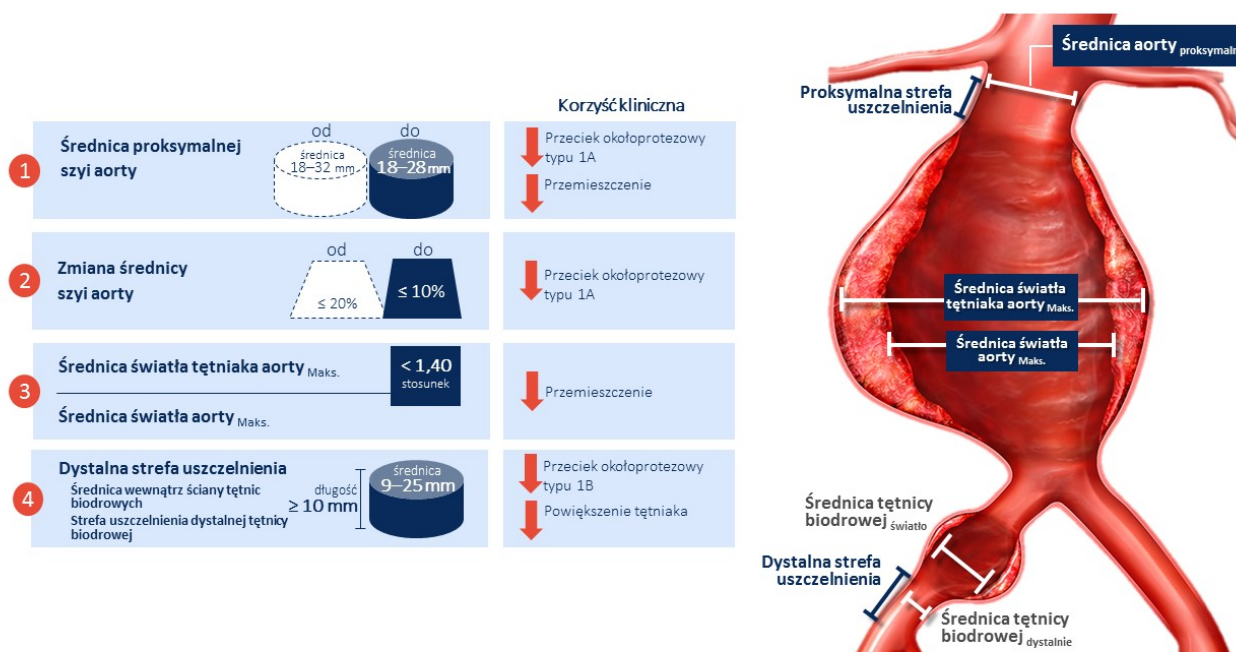 Korzyść kliniczna
1
Średnica proksymalnej
szyi aorty
od
do
średnica
18–32 mm
średnica
18–28 mm
Przeciek okołoprotezowy
typu 1A
Przemieszczenie
2
Zmiana średnicy
szyi aorty
od
do
≤ 20%
≤ 10%
Przeciek okołoprotezowy
typu 1A
3
Średnica światła tętniaka aorty Maks.
Średnica światła aorty Maks.
< 1,40
stosunek
Przemieszczenie
4
Dystalna strefa uszczelnienia
Średnica wewnątrz ściany tętnic
biodrowych
Strefa uszczelnienia dystalnej tętnicy
biodrowej
długość
≥ 10 mm
średnica
9–25 mm
Przeciek okołoprotezowy
typu 1B
Powiększenie tętniaka
Średnica aorty proksymaln
Proksymalna strefa
uszczelnienia
Średnica światła
tętniaka aorty Maks.
Średnica światła
aorty Maks.
Średnica tętnicy
biodrowej światło
Dystalna strefa
uszczelnienia
Średnica tętnicy
biodrowej dystalnie